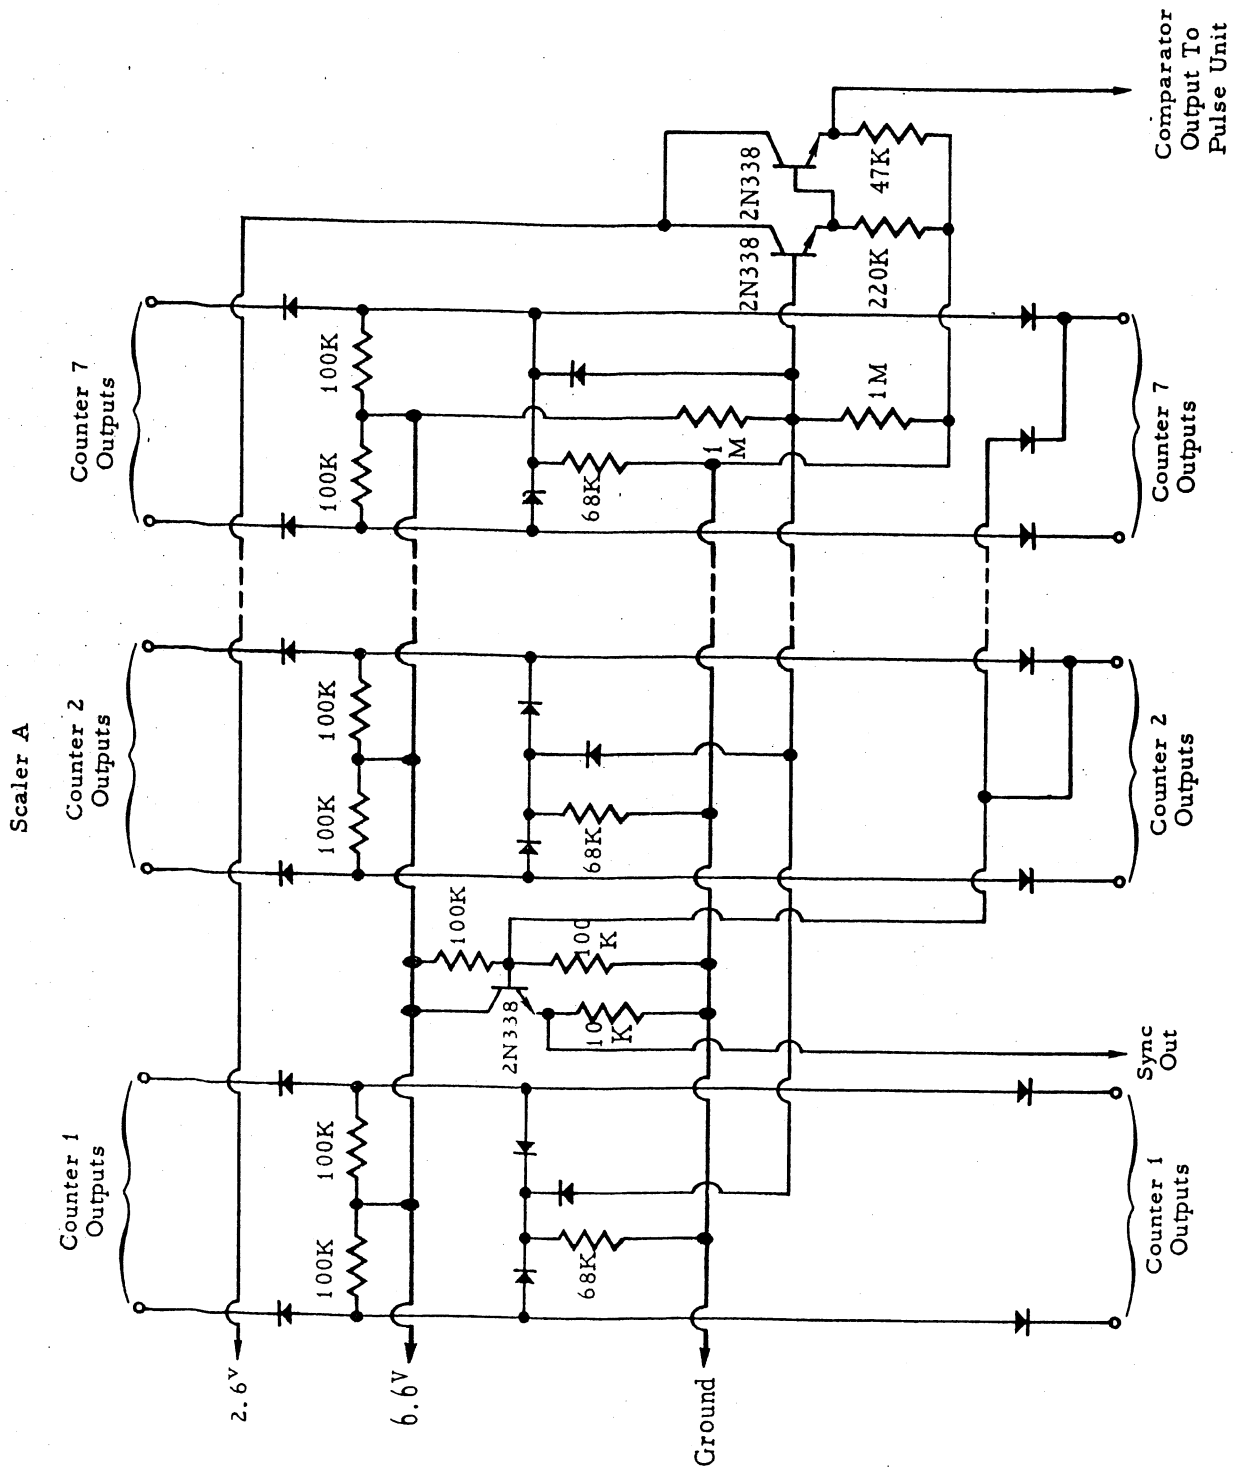 Scaler A
Counter 1
Outputs
Counter 2
Outputs
Counter 7
Outputs
2.6v
6.6V
Ground
100K
100K
100K
100K
100K
100K
100K
100
K
2N338
10
K
68K
68K
68K
1
M
1M
2N338
2N338
220K
47K
Sync
Out
Counter 1
Outputs
Counter 2
Outputs
Counter 7
Outputs
Comparator
Output To
Pulse Unit